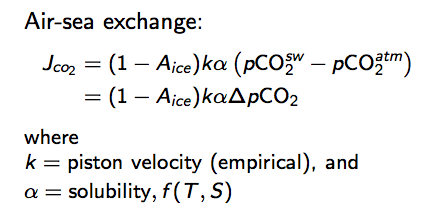 Air-sea exchange:
J_{co_2} = (1 − A_{ice})kα (pCO_2^{sw} − pCO_2^{atm})
= (1 − A_{ice})kαΔpCO_2
where
k = piston velocity (empirical), and
α = solubility, f(T, S)